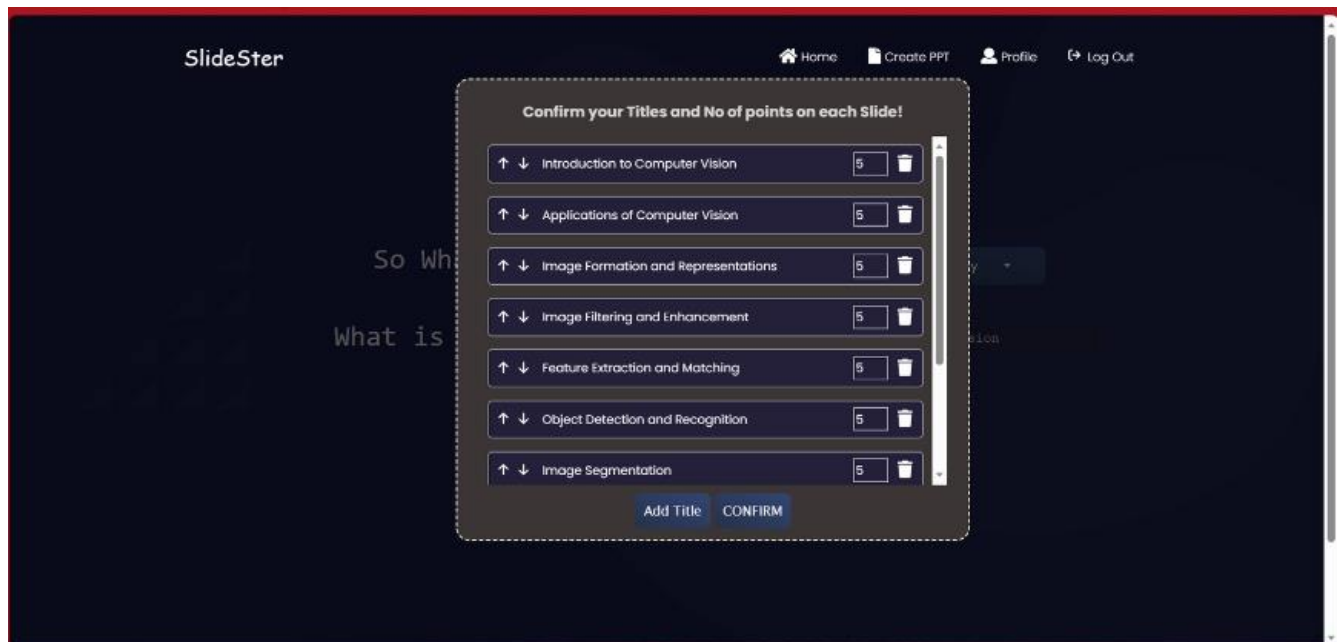 SlideSter
Home Create PPT Profile Log Out
Confirm your Titles and No of points on each Slide!
Introduction to Computer Vision 5
Applications of Computer Vision 5
Image Formation and Representations 5
Image Filtering and Enhancement 5
Feature Extraction and Matching 5
Object Detection and Recognition 5
Image Segmentation 5
Add Title CONFIRM
So Wh
What is